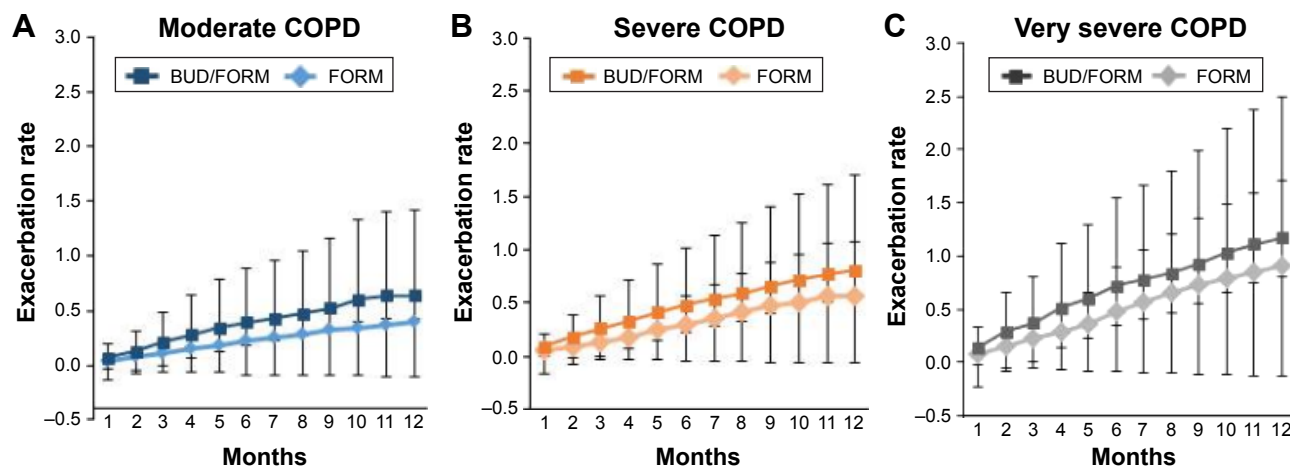 A Moderate COPD
3.0
BUD/FORM FORM
2.5
2.0
1.5
1.0
0.5
0.0
–0.5
Exacerbation rate
1 2 3 4 5 6 7 8 9 10 11 12
Months
B Severe COPD
3.0
BUD/FORM FORM
2.5
2.0
1.5
1.0
0.5
0.0
–0.5
Exacerbation rate
1 2 3 4 5 6 7 8 9 10 11 12
Months
C Very severe COPD
3.0
BUD/FORM FORM
2.5
2.0
1.5
1.0
0.5
0.0
–0.5
Exacerbation rate
1 2 3 4 5 6 7 8 9 10 11 12
Months